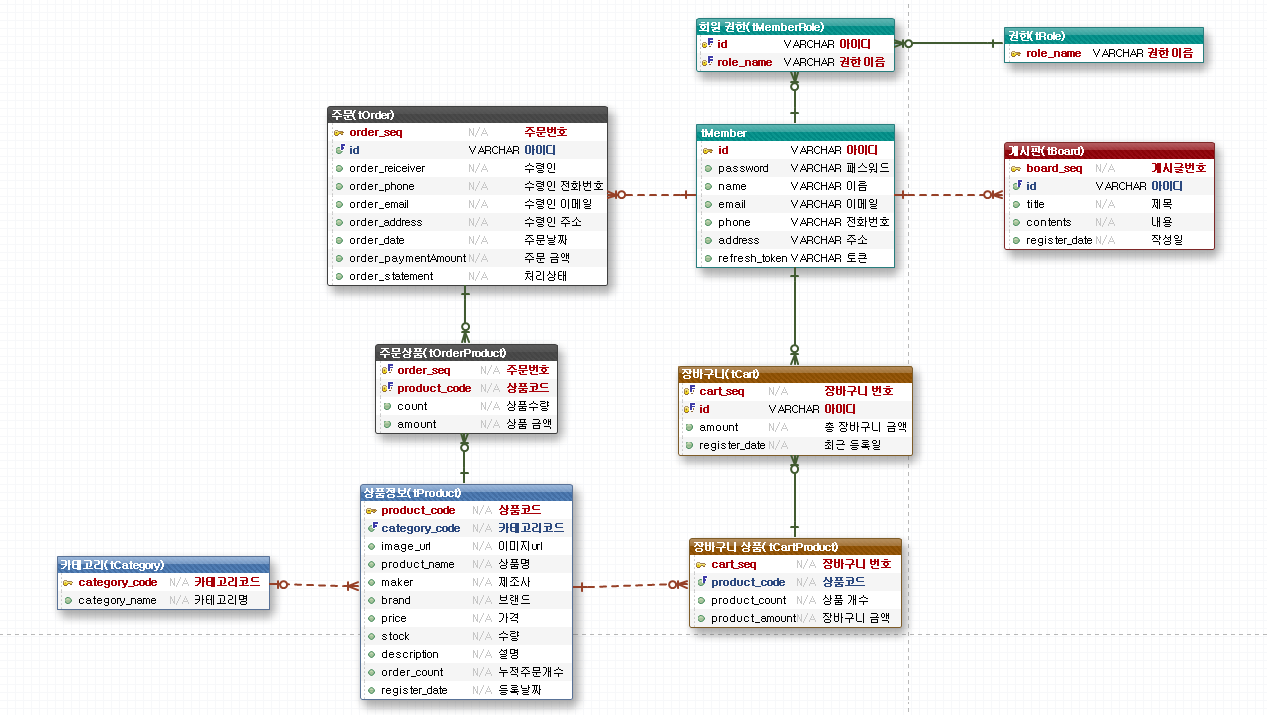 회원 권한(tMemberRole)
id VARCHAR 아이디
role_name VARCHAR 권한이름
권한(tRole)
role_name VARCHAR 권한이름
주문(tOrder)
order_seq N/A 주문번호
id VARCHAR 아이디
order_reiceiver N/A 수령인
order_phone N/A 수령인 전화번호
order_email N/A 수령인 이메일
order_address N/A 수령인 주소
order_date N/A 주문날짜
order_paymentAmount N/A 주문 금액
order_statement N/A 처리상태
tMember
id VARCHAR 아이디
password VARCHAR 패스워드
name VARCHAR 이름
email VARCHAR 이메일
phone VARCHAR 전화번호
address VARCHAR 주소
refresh_token VARCHAR 토큰
게시판(tBoard)
board_seq N/A 게시글번호
id VARCHAR 아이디
title N/A 제목
contents N/A 내용
register_date N/A 작성일
주문상품(tOrderProduct)
order_seq N/A 주문번호
product_code N/A 상품코드
count N/A 상품수량
amount N/A 상품 금액
장바구니(tCart)
cart_seq N/A 장바구니 번호
id VARCHAR 아이디
amount N/A 총 장바구니 금액
register_date N/A 최근 등록일
상품정보(tProduct)
product_code N/A 상품코드
category_code N/A 카테고리코드
image_url N/A 이미지url
product_name N/A 상품명
maker N/A 제조사
brand N/A 브랜드
price N/A 가격
stock N/A 수량
description N/A 설명
order_count N/A 누적주문개수
register_date N/A 등록날짜
카테고리(tCategory)
category_code N/A 카테고리코드
category_name N/A 카테고리명
장바구니 상품( tCartProduct)
cart_seq N/A 장바구니 번호
product_code N/A 상품코드
product_count N/A 상품 개수
product_amount N/A 장바구니 금액